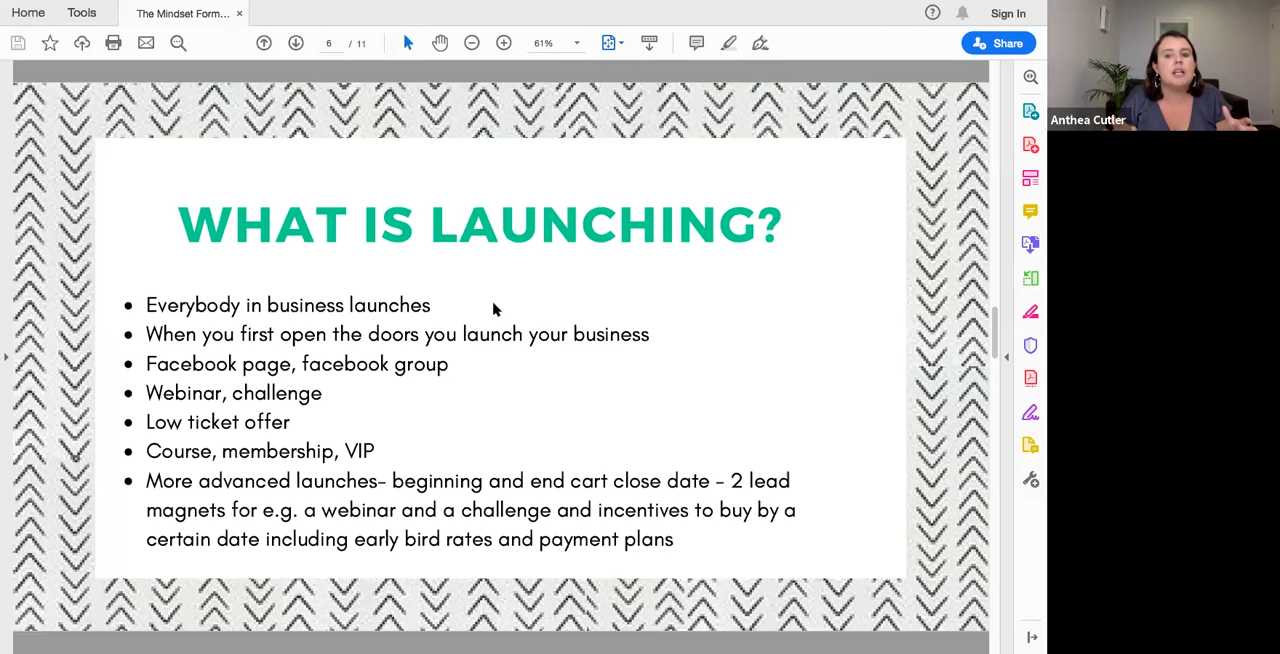 Home Tools The Mindset Form... × Sign In
6 / 11 61% Share
Anthea Cutler
WHAT IS LAUNCHING?
• Everybody in business launches
• When you first open the doors you launch your business
• Facebook page, facebook group
• Webinar, challenge
• Low ticket offer
• Course, membership, VIP
• More advanced launches- beginning and end cart close date - 2 lead
magnets for e.g. a webinar and a challenge and incentives to buy by a
certain date including early bird rates and payment plans